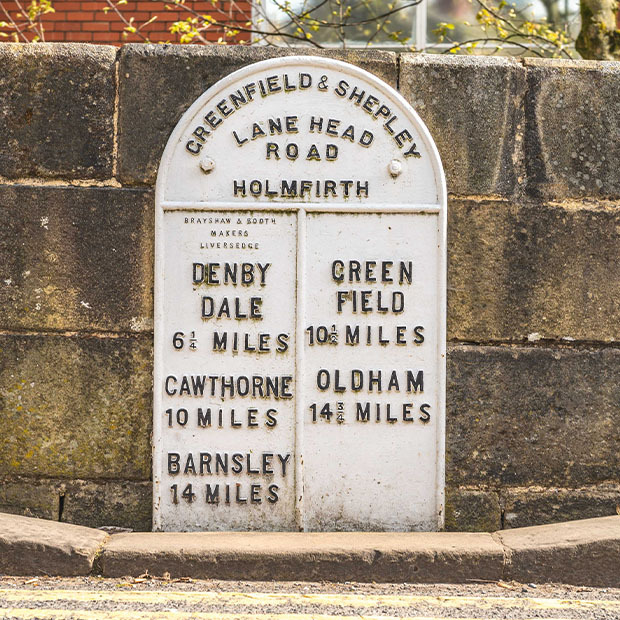 GREENFIELD & SHEPLEY
LANE HEAD
ROAD
HOLMFIRTH
BRAYSHAW & BOOTH
MAKERS
LIVERSEDGE
DENBY
DALE
6¼ MILES
CAWTHORNE
10 MILES
BARNSLEY
14 MILES
GREEN
FIELD
10½ MILES
OLDHAM
14¾ MILES